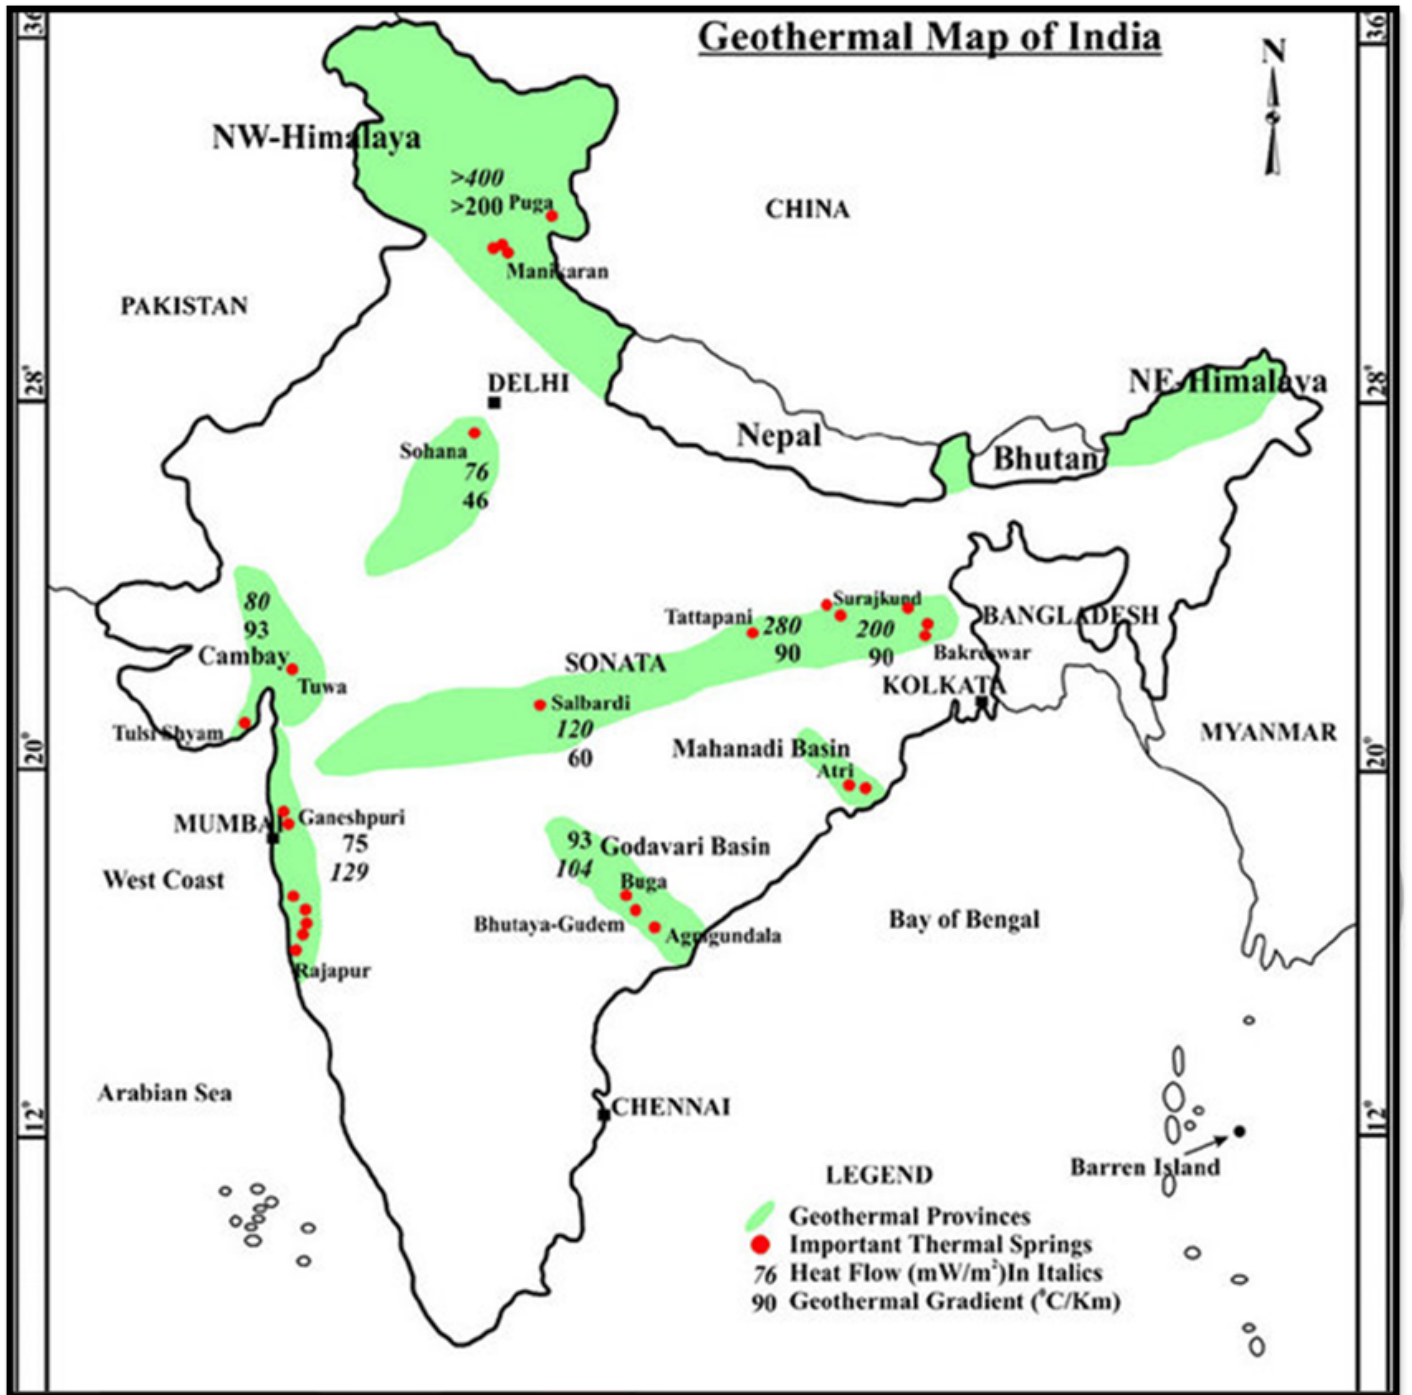 Geothermal Map of India
N
36
36
NW-Himalaya
>400
>200 Puga
CHINA
Manikaran
PAKISTAN
28°
28°
DELHI
NE-Himalaya
Nepal
Bhutan
Sohana
76
46
80
93
Cambay
Tuwa
Tulsi Shyam
Tattapani
280
90
Surajkund
200
90
BANGLADESH
Bakreswar
SONATA
KOLKATA
Salbardi
120
60
MYANMAR
20°
20°
Mahanadi Basin
Atri
MUMBAI
Ganeshpuri
75
129
93
104
Godavari Basin
West Coast
Buga
Bhutaya-Gudem
Agnigundala
Bay of Bengal
Rajapur
Arabian Sea
CHENNAI
12°
12°
Barren Island
LEGEND
Geothermal Provinces
Important Thermal Springs
76 Heat Flow (mW/m²)In Italics
90 Geothermal Gradient (°C/Km)